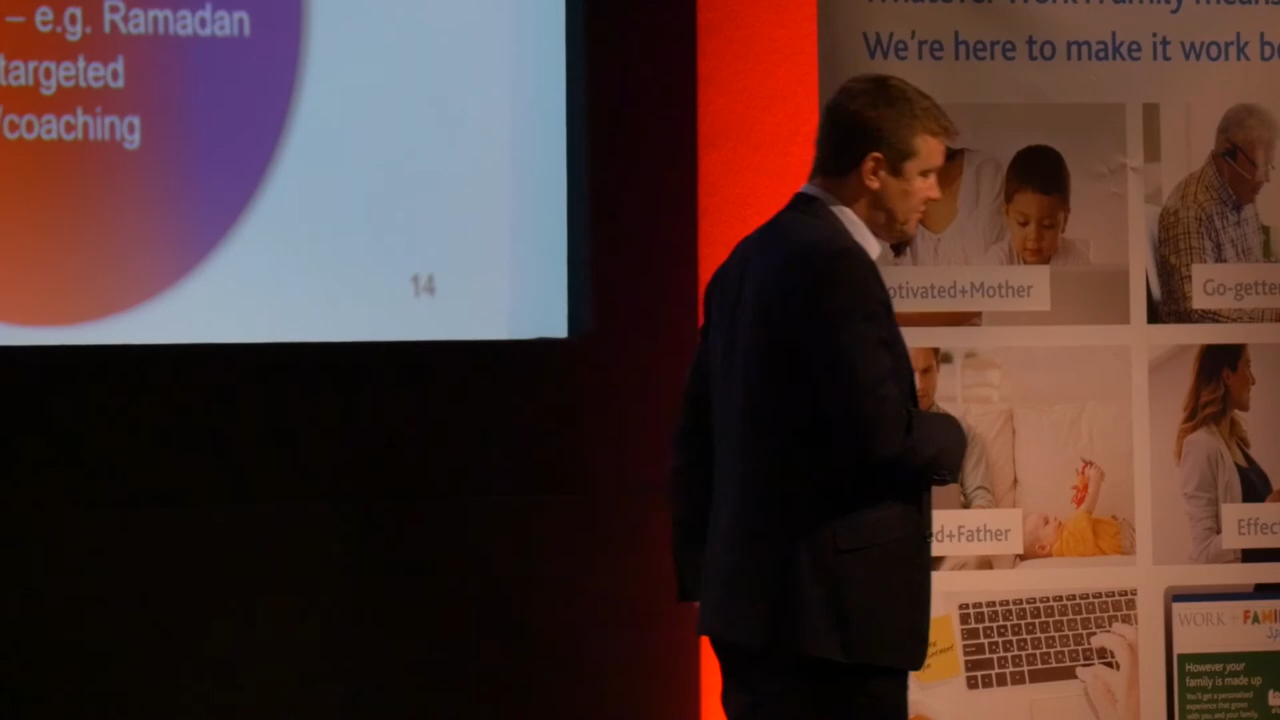 – e.g. Ramadan
targeted
/coaching
14
We're here to make it work
otivated+Mother
Go-gette
ed+Father
Effec
WORK + FAMI
However your
family is made up
You'll get a personalised
experience that grows
with you and your family,